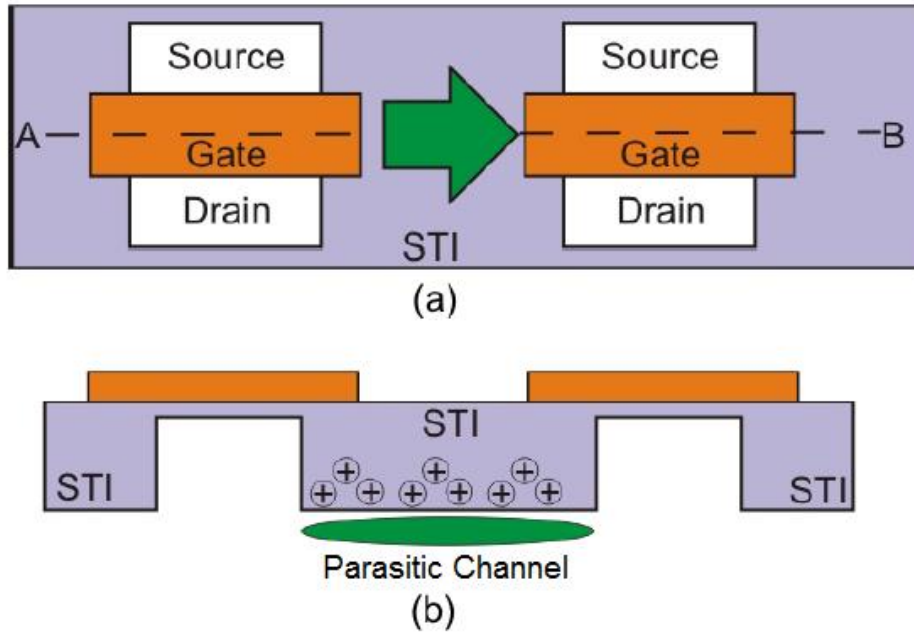 Source
Source
A
Gate
Gate
B
Drain
Drain
STI
(a)
STI
STI
STI
+ + + + + + + + +
Parasitic Channel
(b)